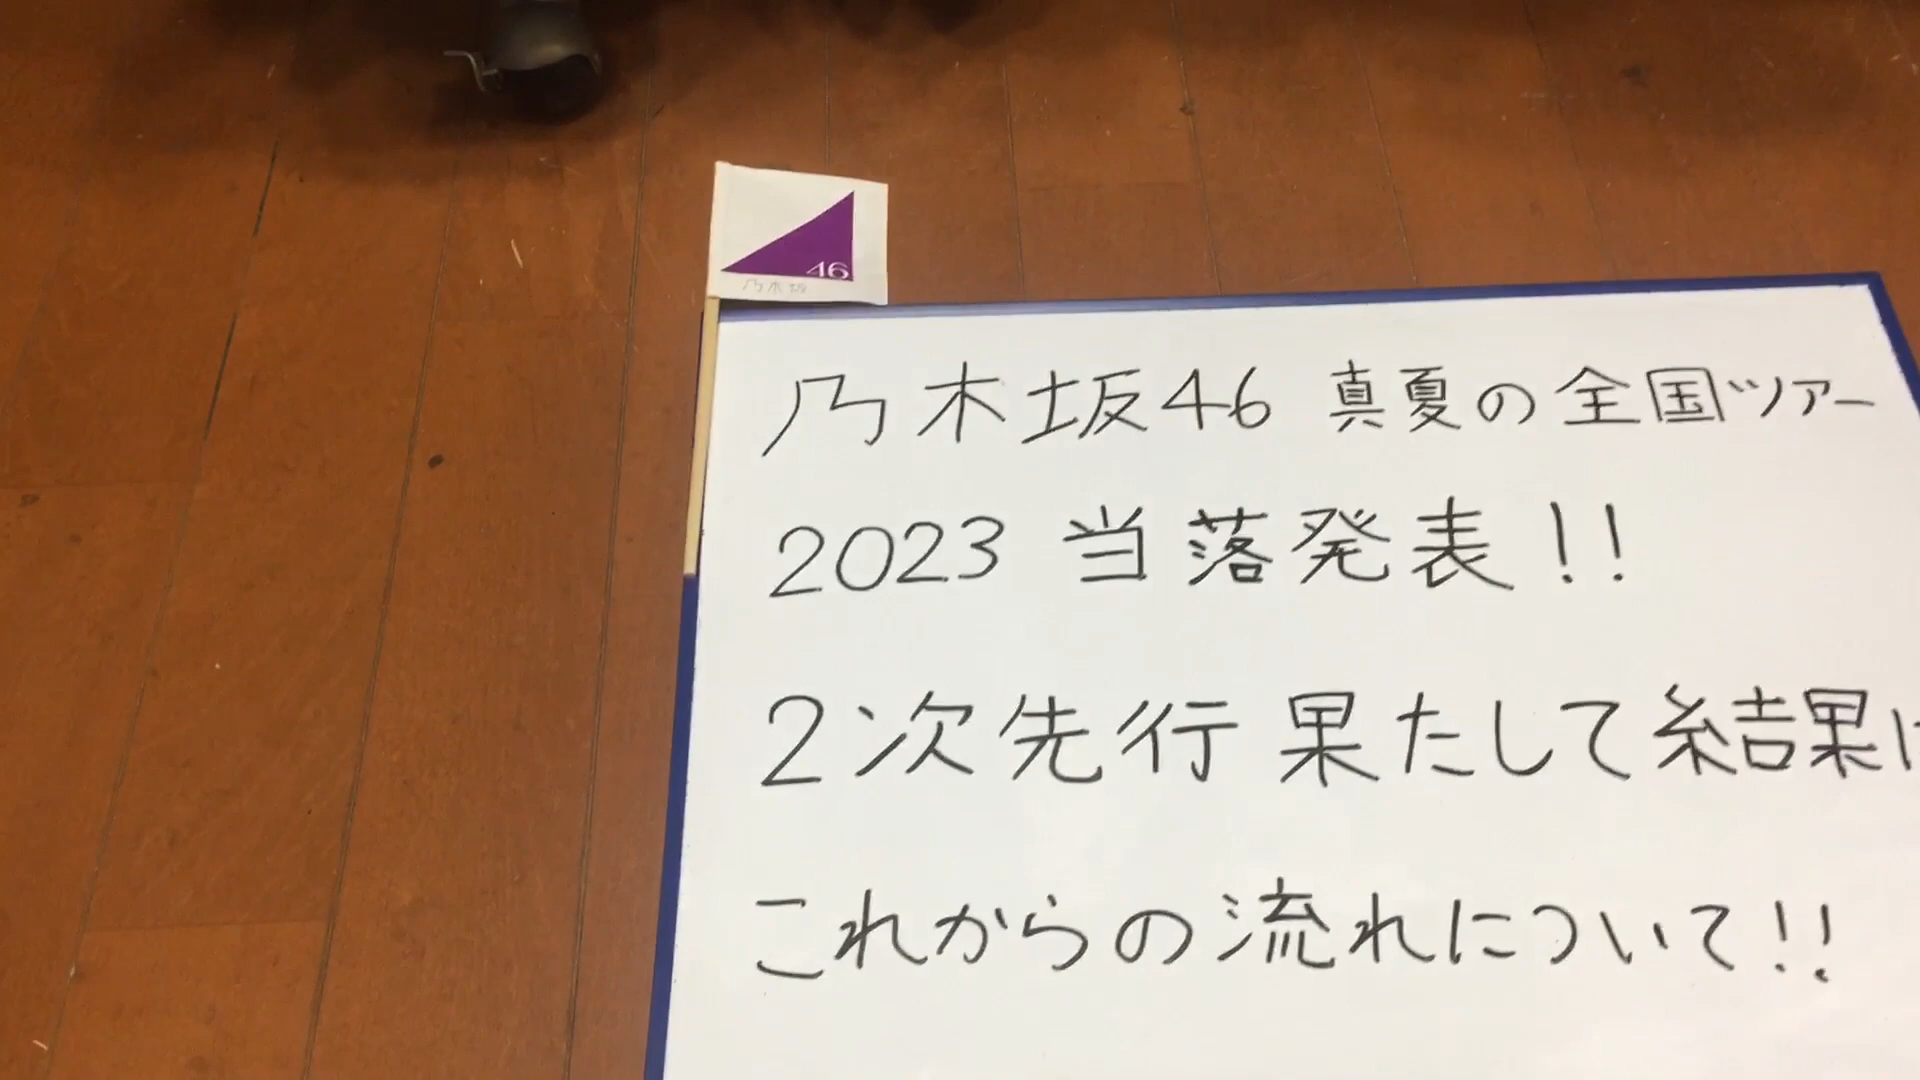 46
乃木坂
乃木坂46 真夏の全国ツアー
2023 当落発表!!
2次先行 果たして結果は
これからの流れについて!!